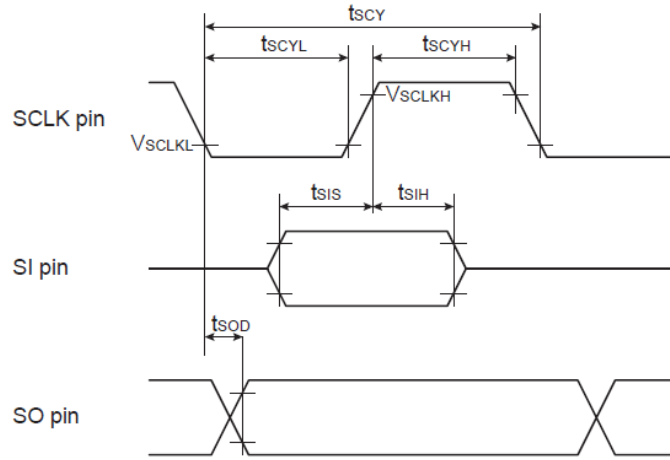 tSCY
tSCYL tSCYH
SCLK pin
VSCLKH
VSCLKL
tSIS tSIH
SI pin
tSOD
SO pin